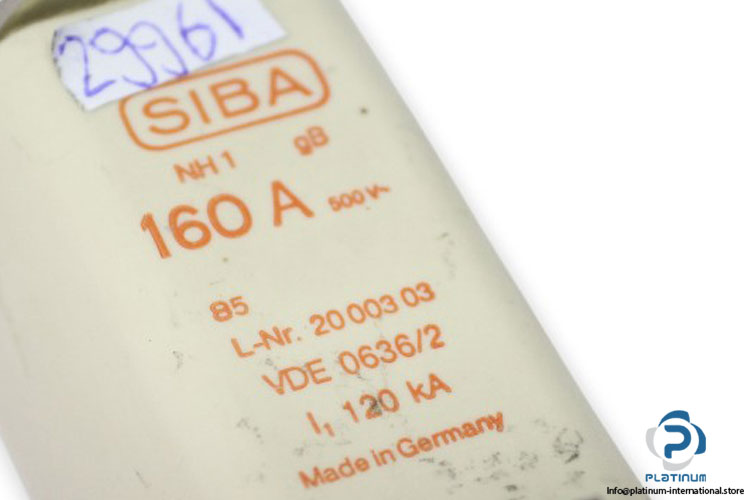 29961
SIBA
NH 1 gB
160 A 500 V~
85
L-Nr. 20 003 03
VDE 0636/2
I₁ 120 kA
Made in Germany
PLATINUM
Info@platinum-international.store